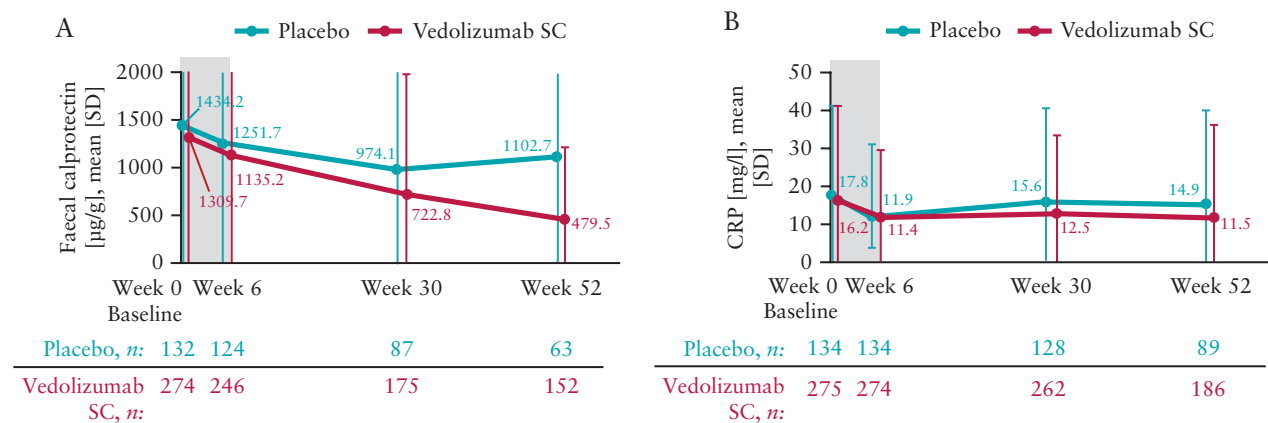 A
Placebo Vedolizumab SC
Faecal calprotectin
[µg/g], mean [SD]
2000
1500
1000
500
0
1434.2
1251.7
974.1
1102.7
1309.7
1135.2
722.8
479.5
Week 0 Week 6 Week 30 Week 52
Baseline
Placebo, n: 132 124 87 63
Vedolizumab 274 246 175 152
SC, n:
B
Placebo Vedolizumab SC
CRP [mg/l], mean
[SD]
50
40
30
20
10
0
17.8
11.9
15.6
14.9
16.2
11.4
12.5
11.5
Week 0 Week 6 Week 30 Week 52
Baseline
Placebo, n: 134 134 128 89
Vedolizumab 275 274 262 186
SC, n: